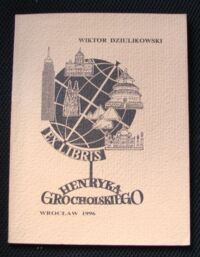 WIKTOR DZIULIKOWSKI
EX LIBRIS
HENRYKA
GROCHOLSKIEGO
WROCŁAW 1996